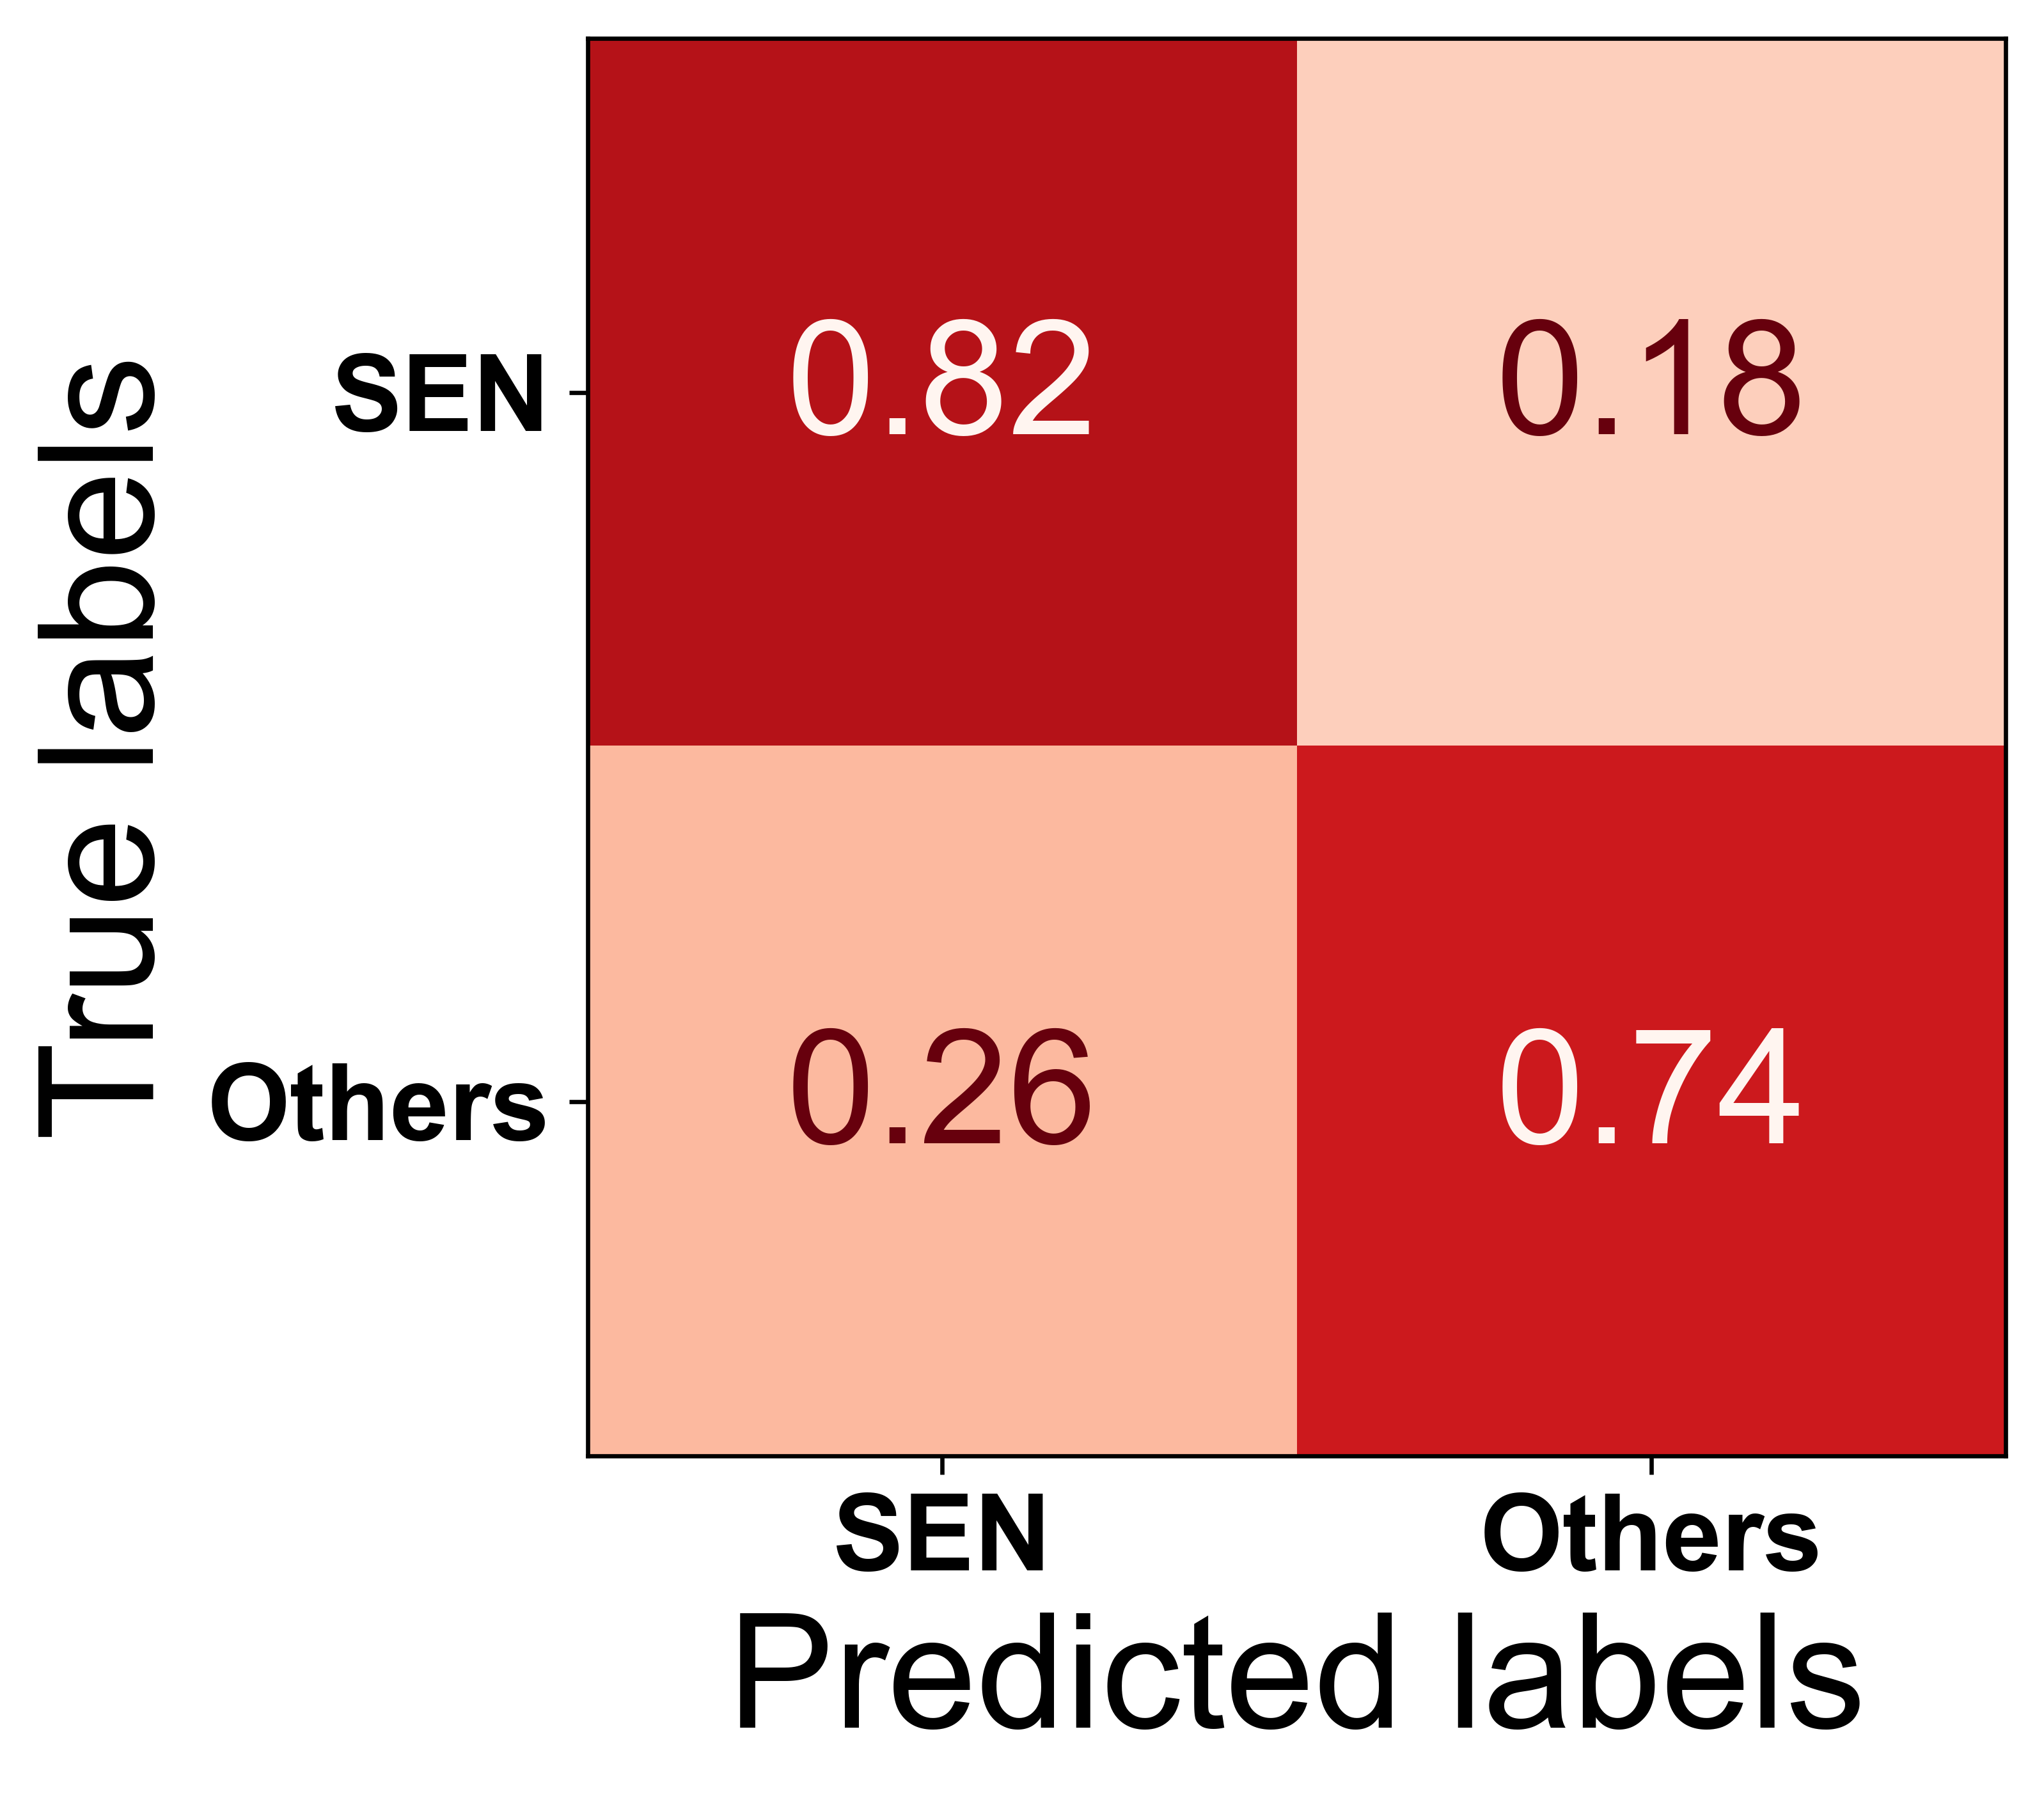 True labels
SEN
0.82
0.18
Others
0.26
0.74
SEN
Others
Predicted labels